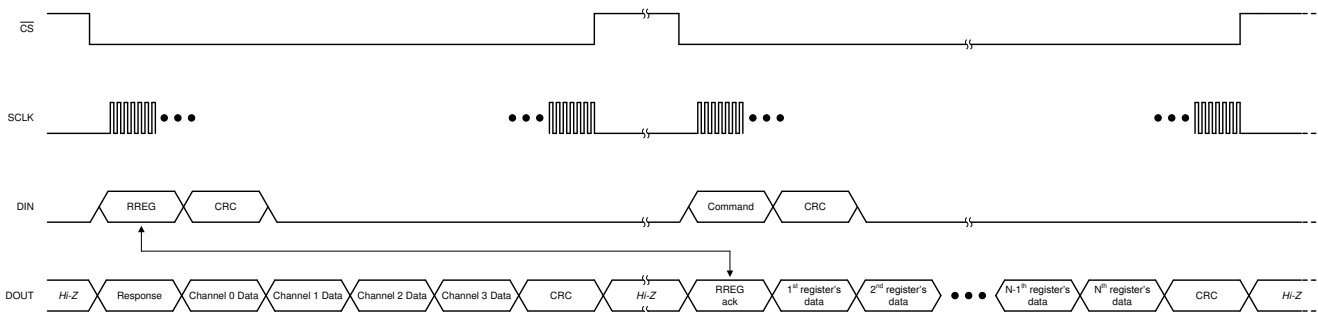 CS
SCLK
DIN
RREG
CRC
Command
CRC
DOUT
Hi-Z
Response
Channel 0 Data
Channel 1 Data
Channel 2 Data
Channel 3 Data
CRC
Hi-Z
RREG
ack
1st register's
data
2nd register's
data
N-1th register's
data
Nth register's
data
CRC
Hi-Z